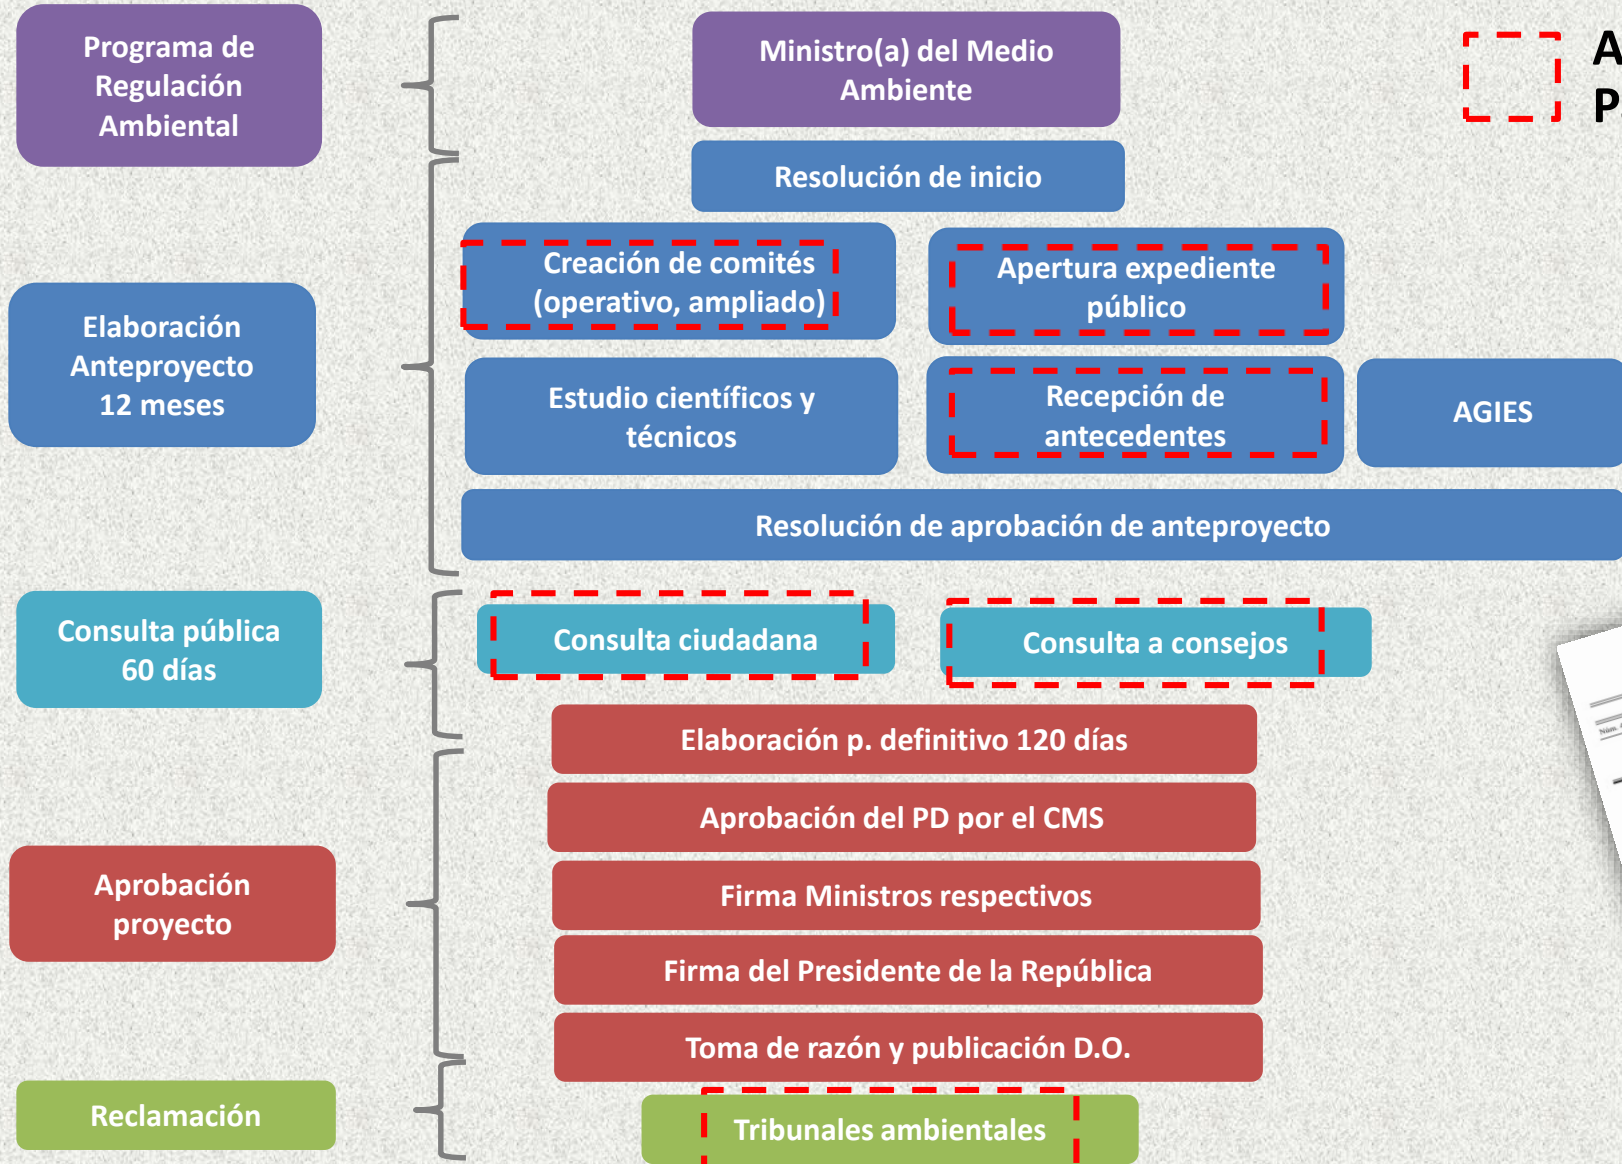 Programa de
Regulación
Ambiental
Ministro(a) del Medio
Ambiente
Resolución de inicio
Creación de comités
(operativo, ampliado)
Apertura expediente
público
Elaboración
Anteproyecto
12 meses
Estudio científicos y
técnicos
Recepción de
antecedentes
AGIES
Resolución de aprobación de anteproyecto
Consulta pública
60 días
Consulta ciudadana
Consulta a consejos
Elaboración p. definitivo 120 días
Aprobación del PD por el CMS
Aprobación
proyecto
Firma Ministros respectivos
Firma del Presidente de la República
Toma de razón y publicación D.O.
Reclamación
Tribunales ambientales